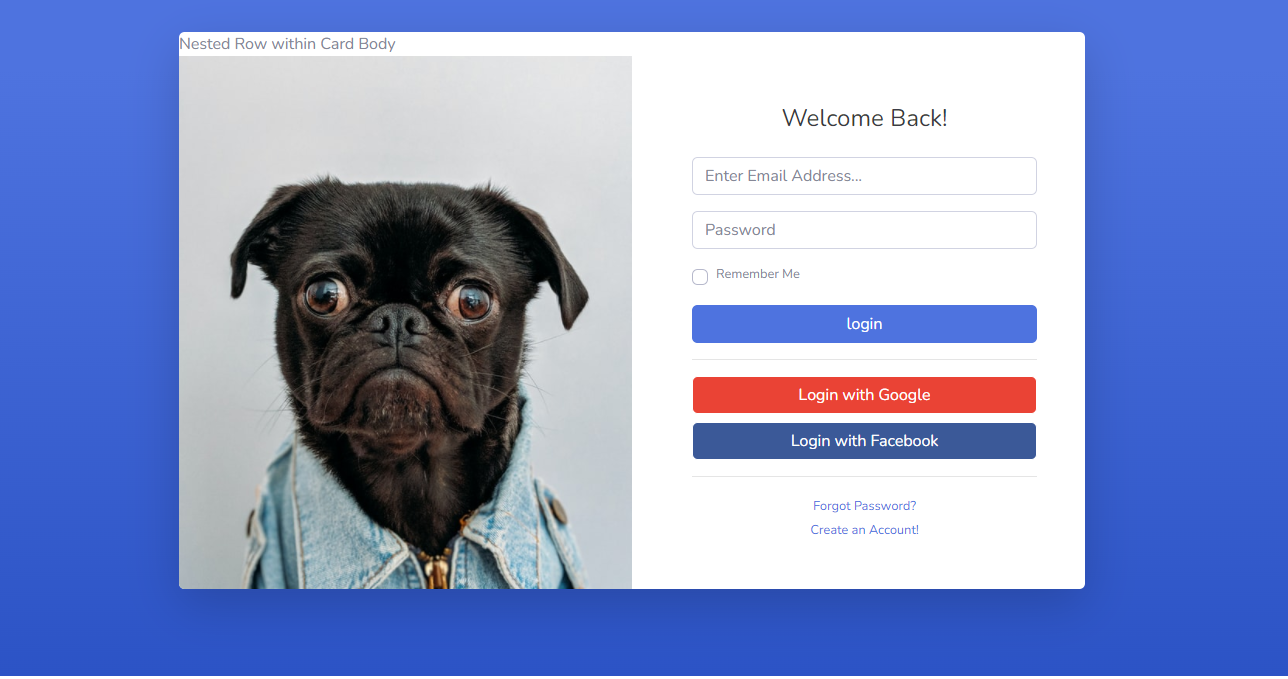 Nested Row within Card Body
Welcome Back!
Enter Email Address...
Password
Remember Me
login
Login with Google
Login with Facebook
Forgot Password?
Create an Account!